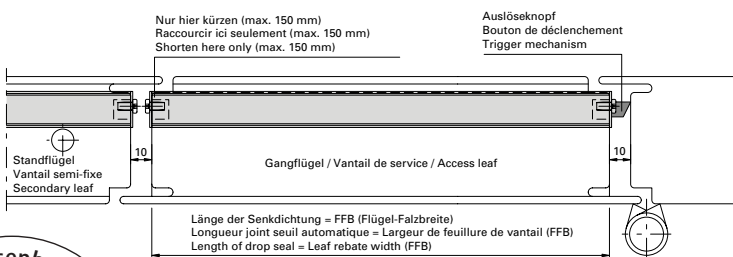 Nur hier kürzen (max. 150 mm)
Raccourcir ici seulement (max. 150 mm)
Shorten here only (max. 150 mm)
Auslöseknopf
Bouton de déclenchement
Trigger mechanism
Standflügel
Vantail semi-fixe
Secondary leaf
10
Gangflügel / Vantail de service / Access leaf
10
Länge der Senkdichtung = FFB (Flügel-Falzbreite)
Longueur joint seuil automatique = Largeur de feuillure de vantail (FFB)
Length of drop seal = Leaf rebate width (FFB)